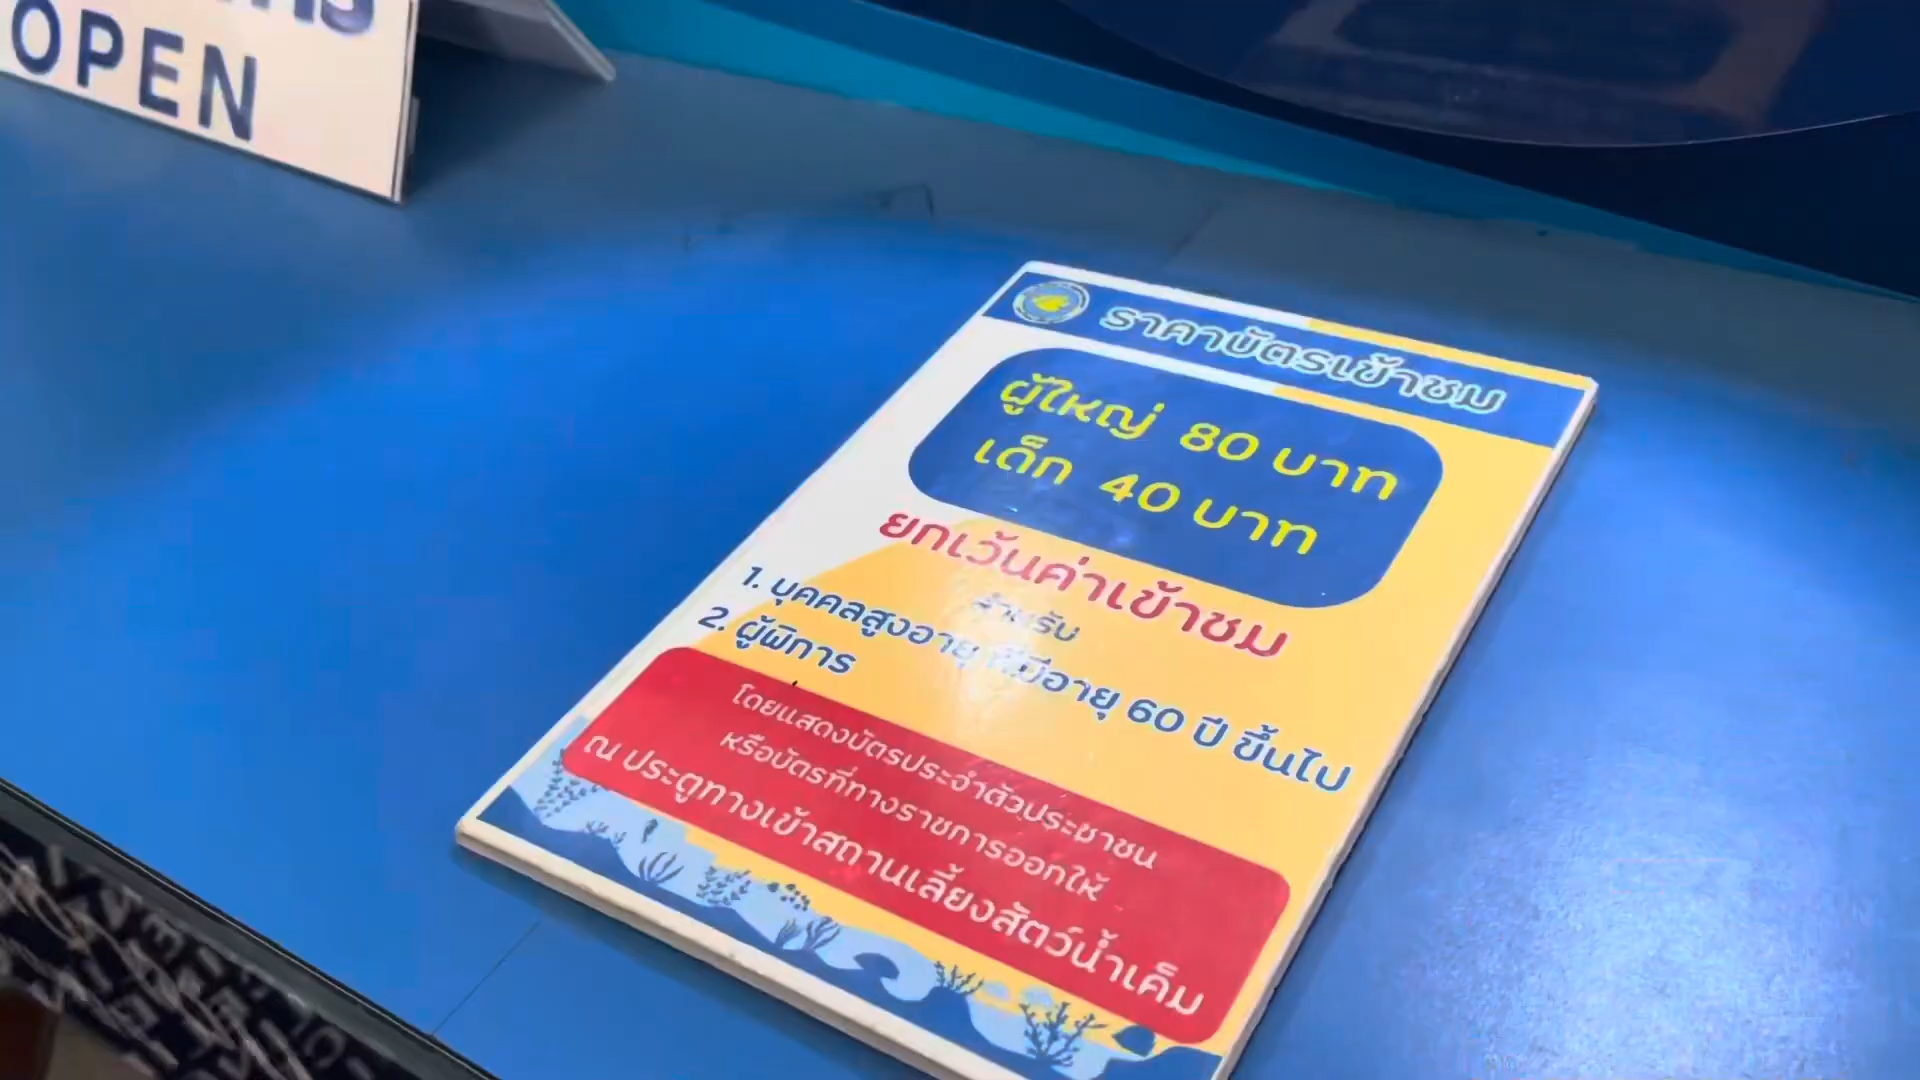 OPEN
ราคาบัตรเข้าชม
ผู้ใหญ่ 80 บาท
เด็ก 40 บาท
ยกเว้นค่าเข้าชม
สำหรับ
1. บุคคลสูงอายุ ที่มีอายุ 60 ปี ขึ้นไป
2. ผู้พิการ
โดยแสดงบัตรประจำตัวประชาชน
หรือบัตรที่ทางราชการออกให้
ณ ประตูทางเข้าสถานเลี้ยงสัตว์น้ำเค็ม